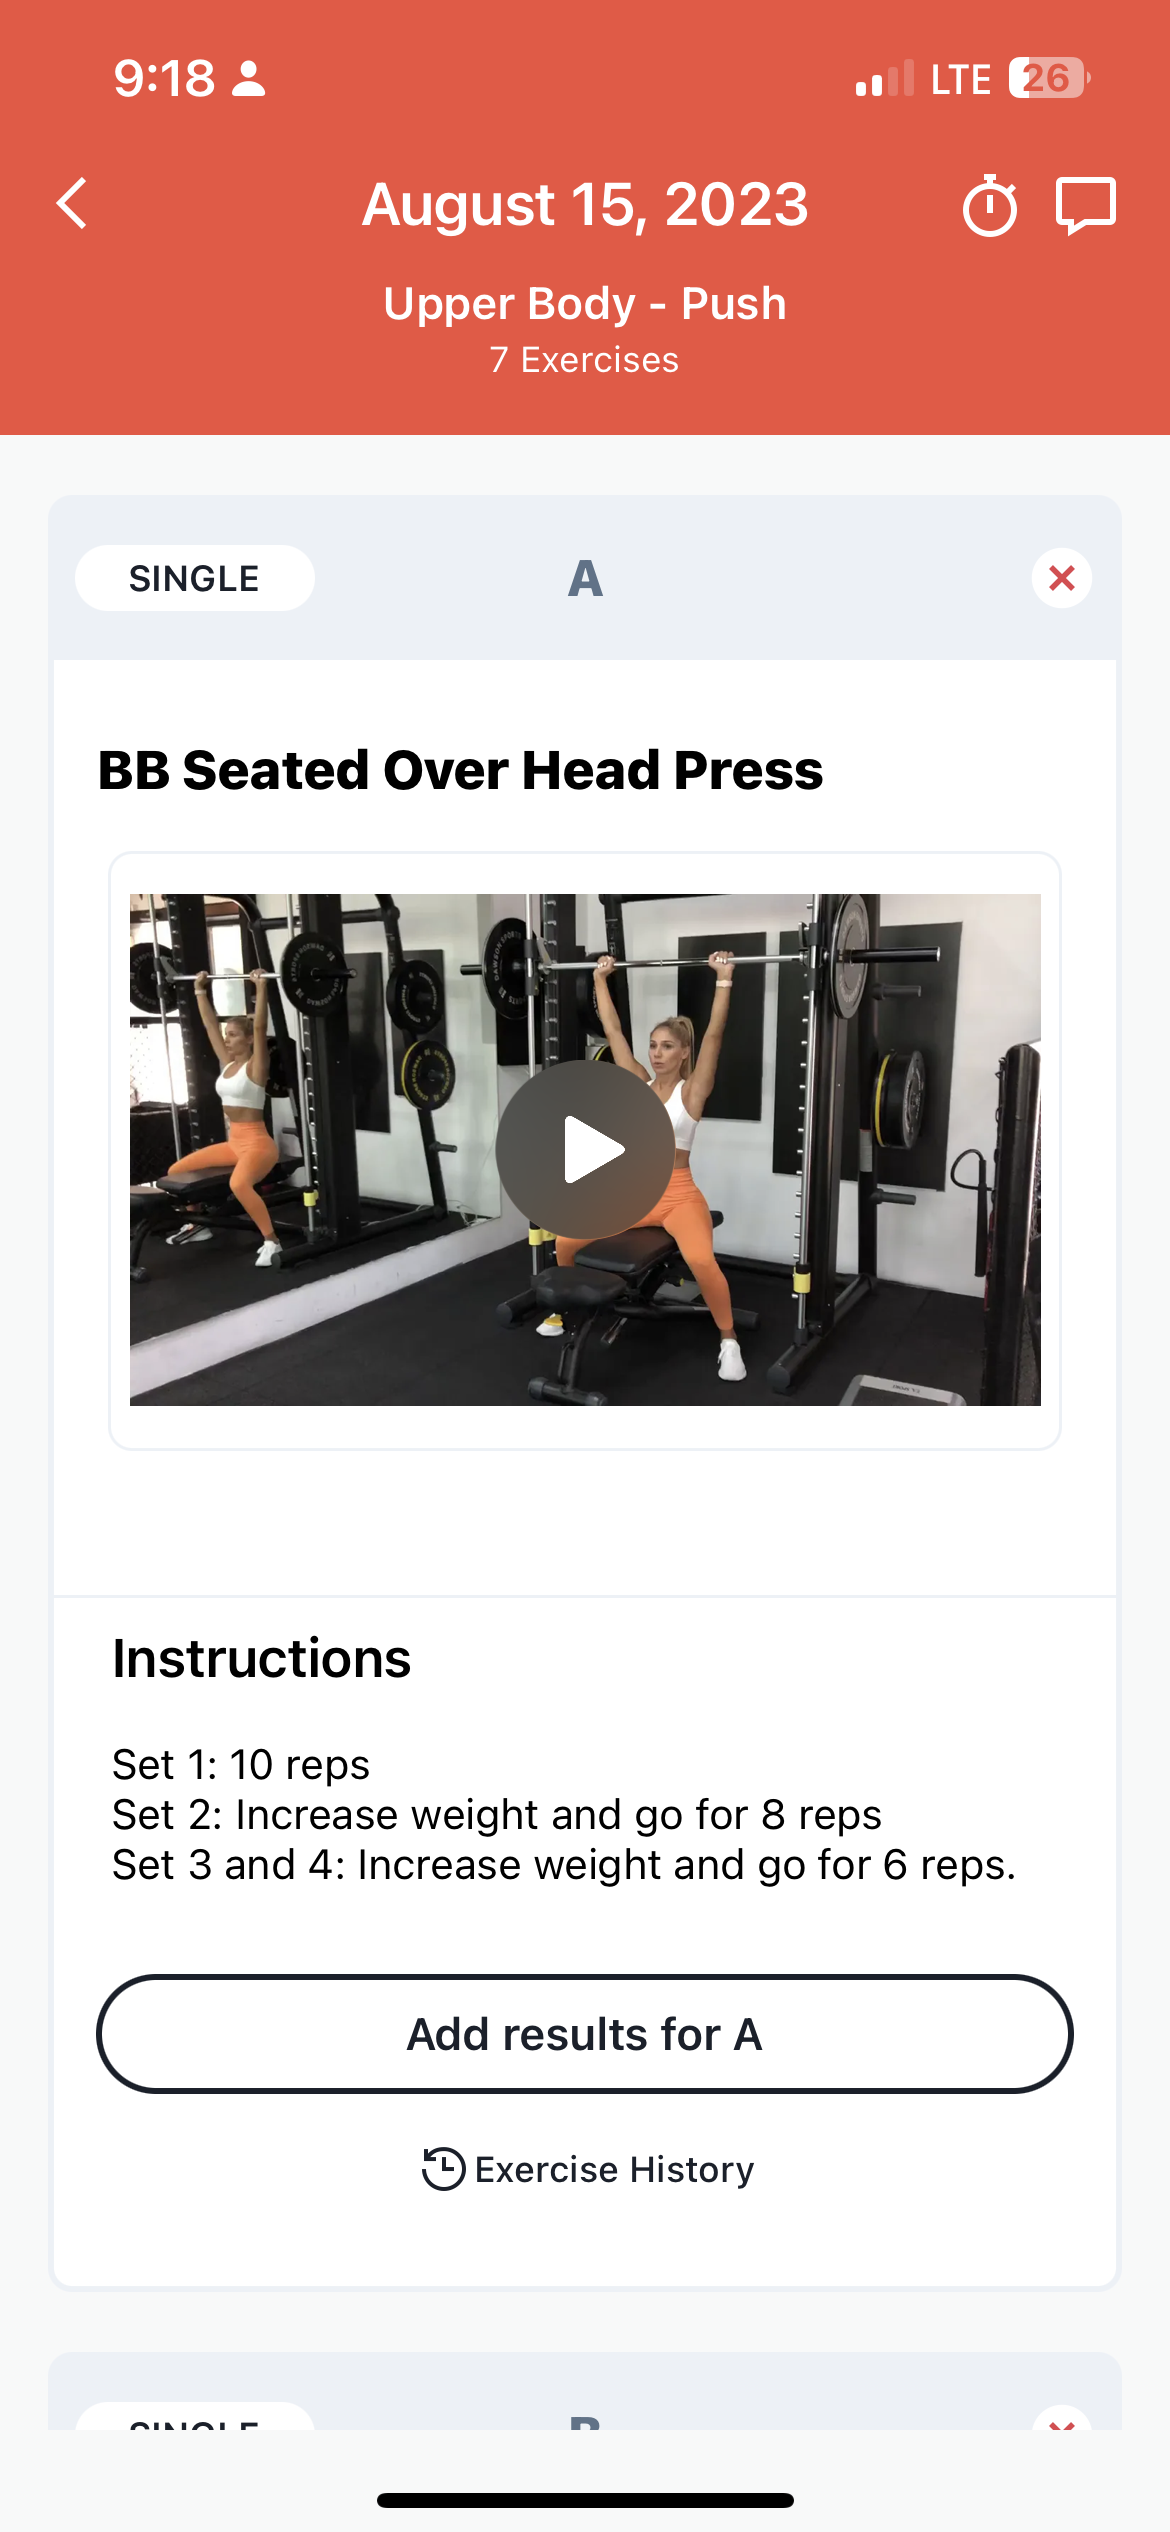 9:18
LTE 26
August 15, 2023
Upper Body - Push
7 Exercises
SINGLE
A
BB Seated Over Head Press
Instructions
Set 1: 10 reps
Set 2: Increase weight and go for 8 reps
Set 3 and 4: Increase weight and go for 6 reps.
Add results for A
Exercise History
SINGLE
B